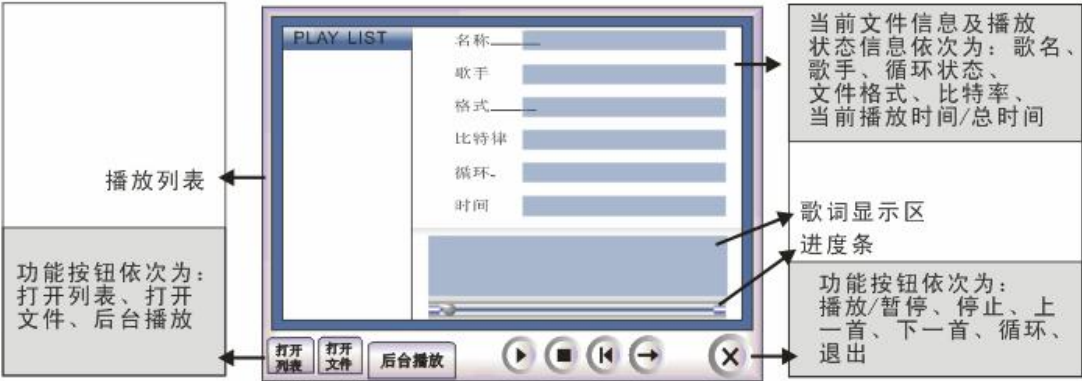 播放列表
功能按钮依次为：
打开列表、打开
文件、后台播放
PLAY LIST
名称
歌手
格式
比特律
循环
时间
打开
列表
打开
文件
后台播放
当前文件信息及播放
状态信息依次为：歌名、
歌手、循环状态、
文件格式、比特率、
当前播放时间/总时间
歌词显示区
进度条
功能按钮依次为：
播放/暂停、停止、上
一首、下一首、循环、
退出